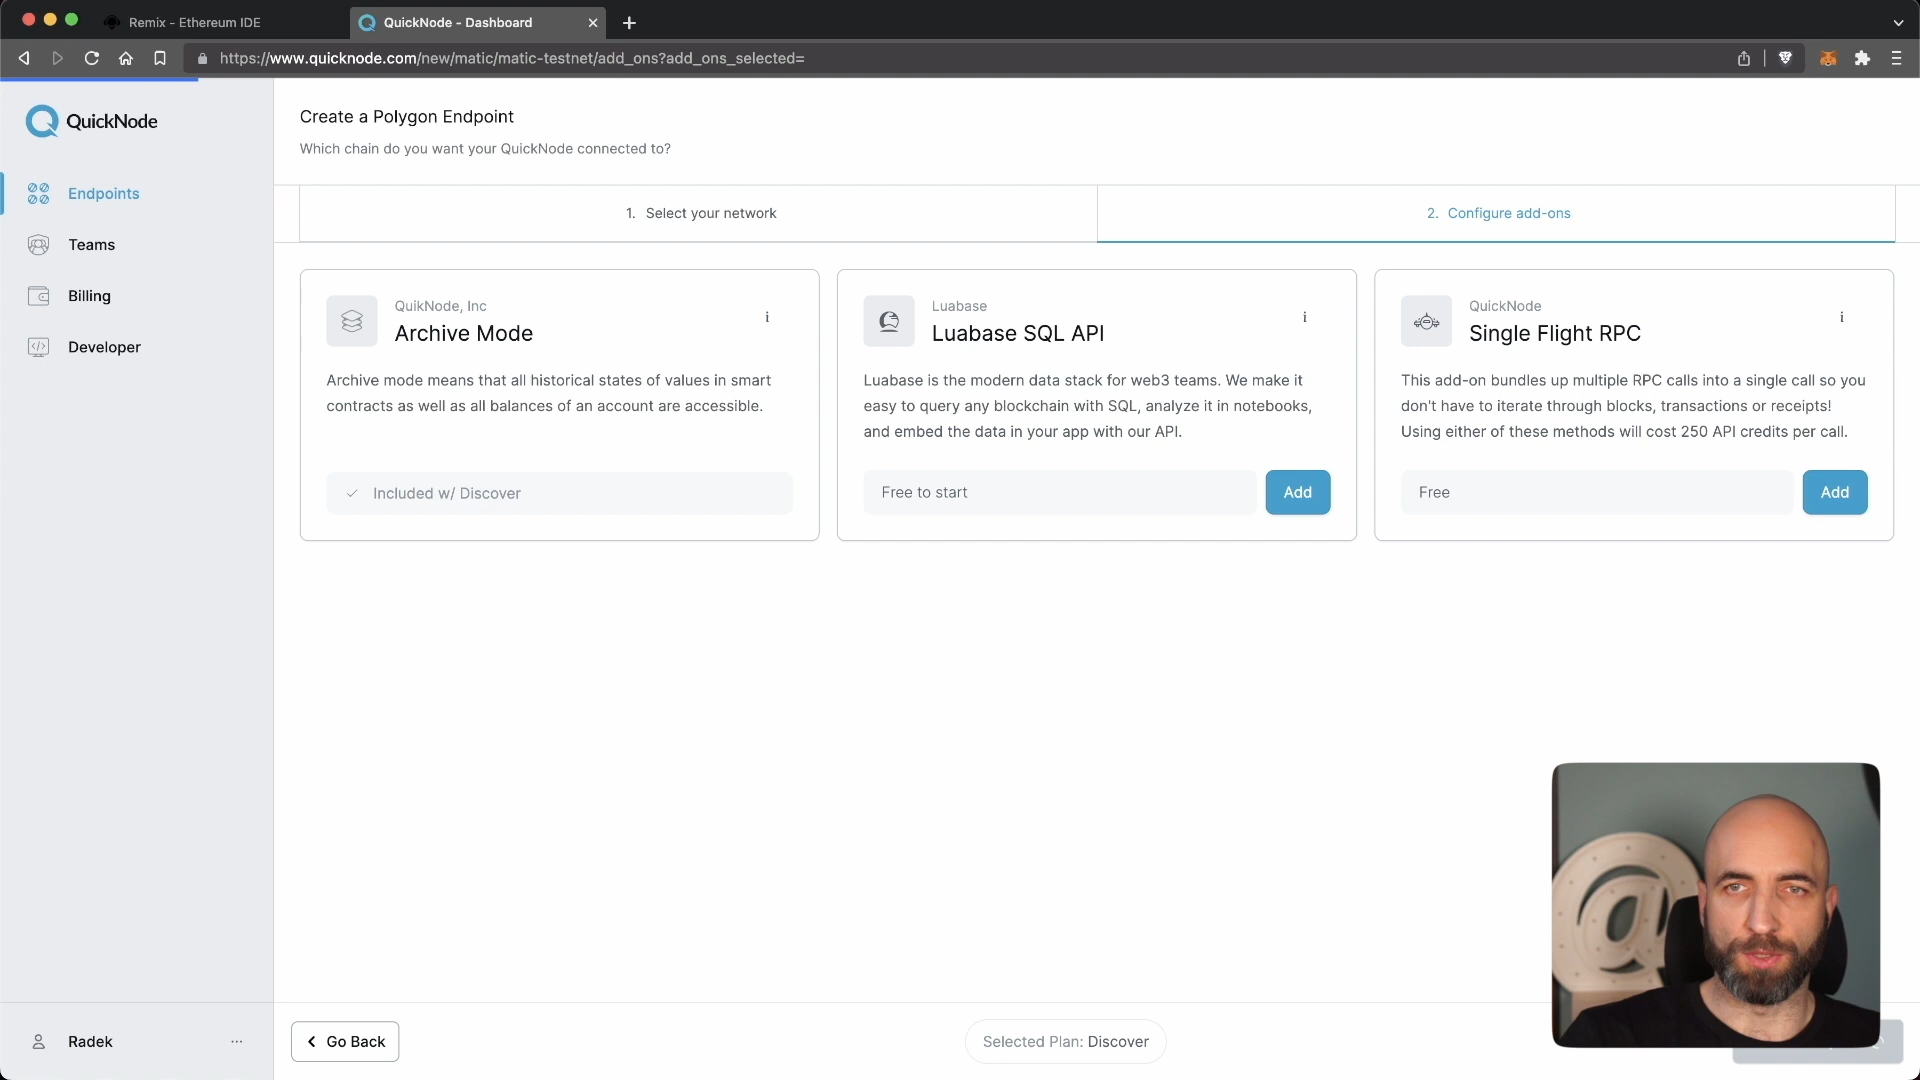 Remix - Ethereum IDE
QuickNode - Dashboard
https://www.quicknode.com/new/matic/matic-testnet/add_ons?add_ons_selected=
QuickNode
Endpoints
Teams
Billing
Developer
Radek
Create a Polygon Endpoint
Which chain do you want your QuickNode connected to?
1. Select your network
2. Configure add-ons
QuikNode, Inc
Archive Mode
Archive mode means that all historical states of values in smart
contracts as well as all balances of an account are accessible.
Included w/ Discover
Luabase
Luabase SQL API
Luabase is the modern data stack for web3 teams. We make it
easy to query any blockchain with SQL, analyze it in notebooks,
and embed the data in your app with our API.
Free to start
Add
QuickNode
Single Flight RPC
This add-on bundles up multiple RPC calls into a single call so you
don't have to iterate through blocks, transactions or receipts!
Using either of these methods will cost 250 API credits per call.
Free
Add
Go Back
Selected Plan: Discover